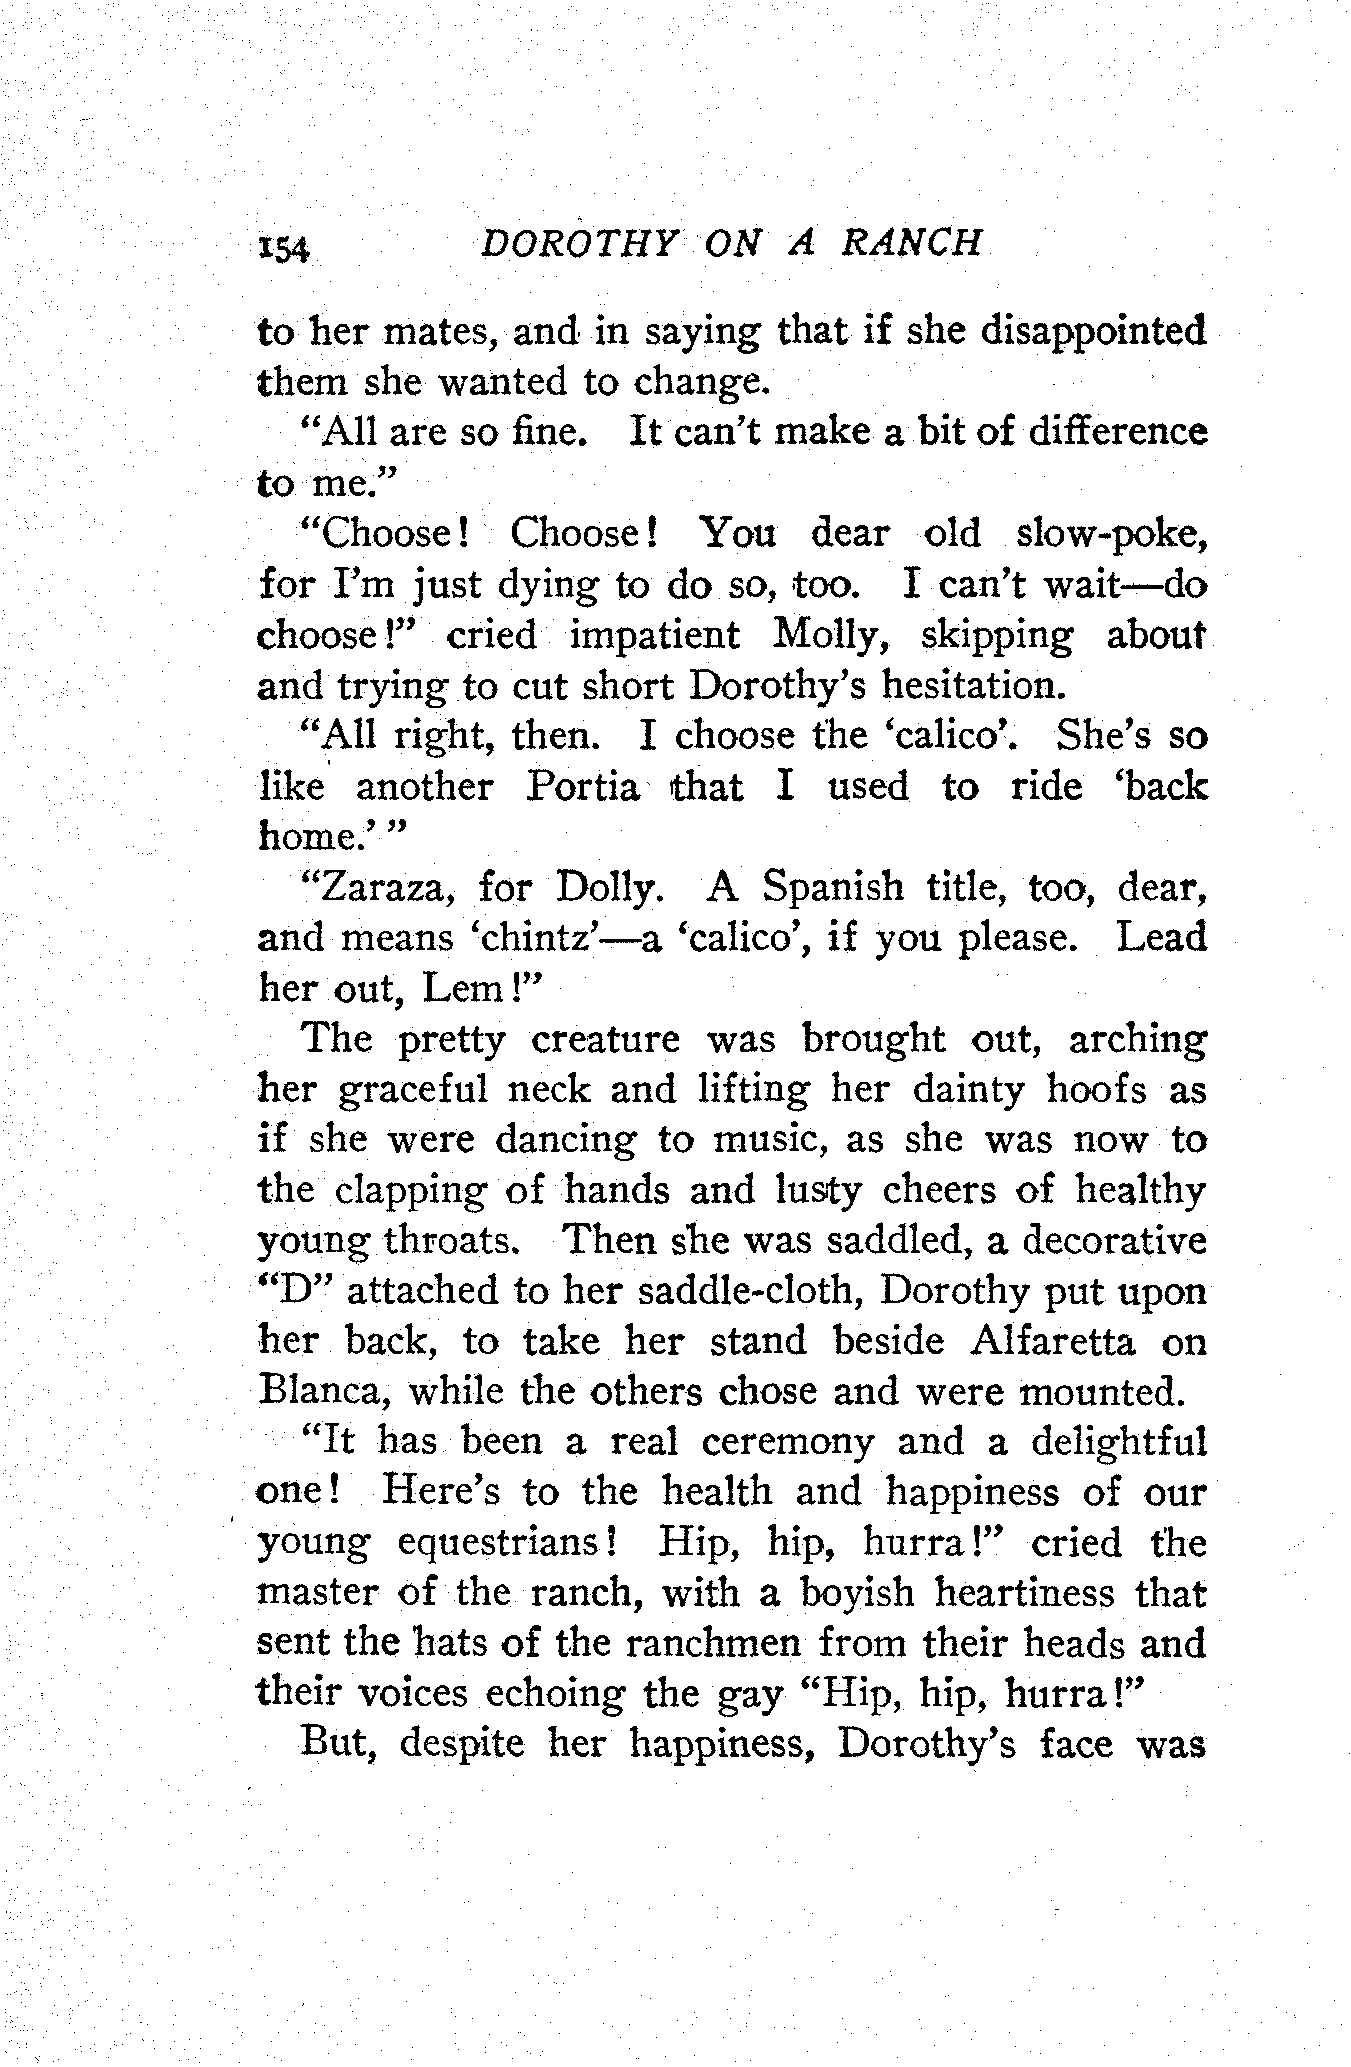 154 DOROTHY ON A RANCH
to her mates, and in saying that if she disappointed
them she wanted to change.
"All are so fine. It can't make a bit of difference
to me."
"Choose! Choose! You dear old slow-poke,
for I'm just dying to do so, too. I can't wait—do
choose!" cried impatient Molly, skipping about
and trying to cut short Dorothy's hesitation.
"All right, then. I choose the 'calico'. She's so
like another Portia that I used to ride 'back
home.'"
"Zaraza, for Dolly. A Spanish title, too, dear,
and means 'chintz'—a 'calico', if you please. Lead
her out, Lem!"
The pretty creature was brought out, arching
her graceful neck and lifting her dainty hoofs as
if she were dancing to music, as she was now to
the clapping of hands and lusty cheers of healthy
young throats. Then she was saddled, a decorative
"D" attached to her saddle-cloth, Dorothy put upon
her back, to take her stand beside Alfaretta on
Blanca, while the others chose and were mounted.
"It has been a real ceremony and a delightful
one! Here's to the health and happiness of our
young equestrians! Hip, hip, hurra!" cried the
master of the ranch, with a boyish heartiness that
sent the hats of the ranchmen from their heads and
their voices echoing the gay "Hip, hip, hurra!"
But, despite her happiness, Dorothy's face was